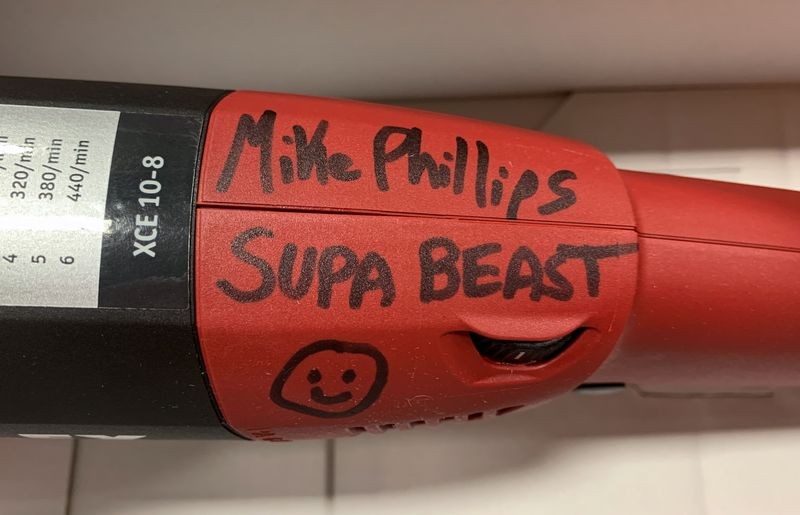 Mike Phillips
SUPA BEAST
XCE 10-8
4 320/min
5 380/min
6 440/min